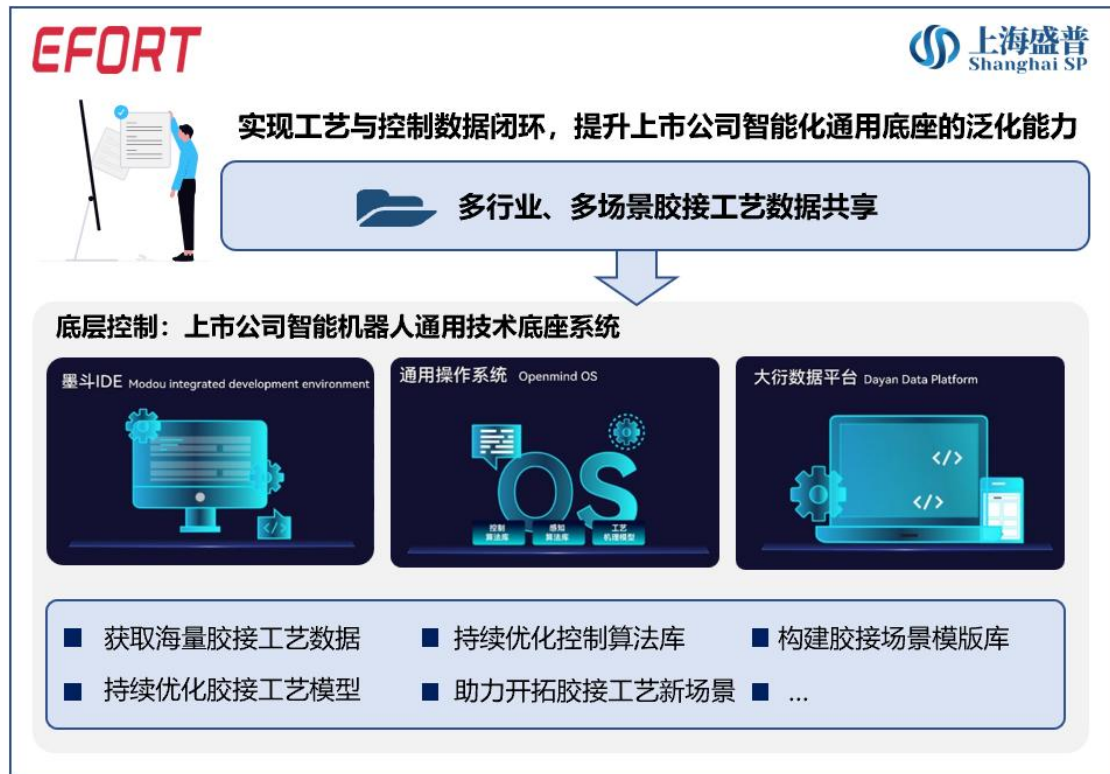 EFORT
上海盛普
Shanghai SP
实现工艺与控制数据闭环，提升上市公司智能化通用底座的泛化能力
多行业、多场景胶接工艺数据共享
底层控制：上市公司智能机器人通用技术底座系统
墨斗IDE Modou integrated development environment
</>
通用操作系统 Openmind OS
OS
控制
算法库
感知
算法库
工艺
机理模型
大衍数据平台 Dayan Data Platform
</>
</>
■ 获取海量胶接工艺数据
■ 持续优化控制算法库
■ 构建胶接场景模版库
■ 持续优化胶接工艺模型
■ 助力开拓胶接工艺新场景
■ ...